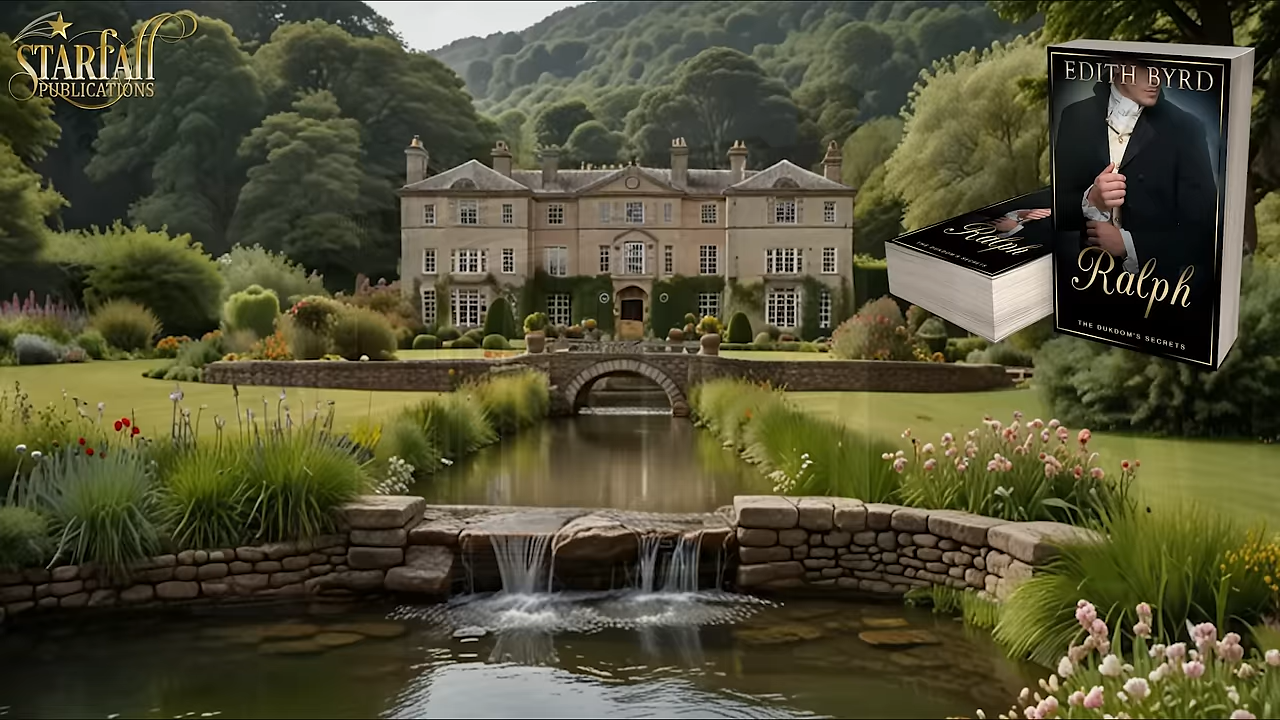 STARFAll
PUBLICATIONS
EDITH BYRD
Ralph
THE DUKDOM'S SECRETS
Ralph
THE DUKDOM'S SECRETS